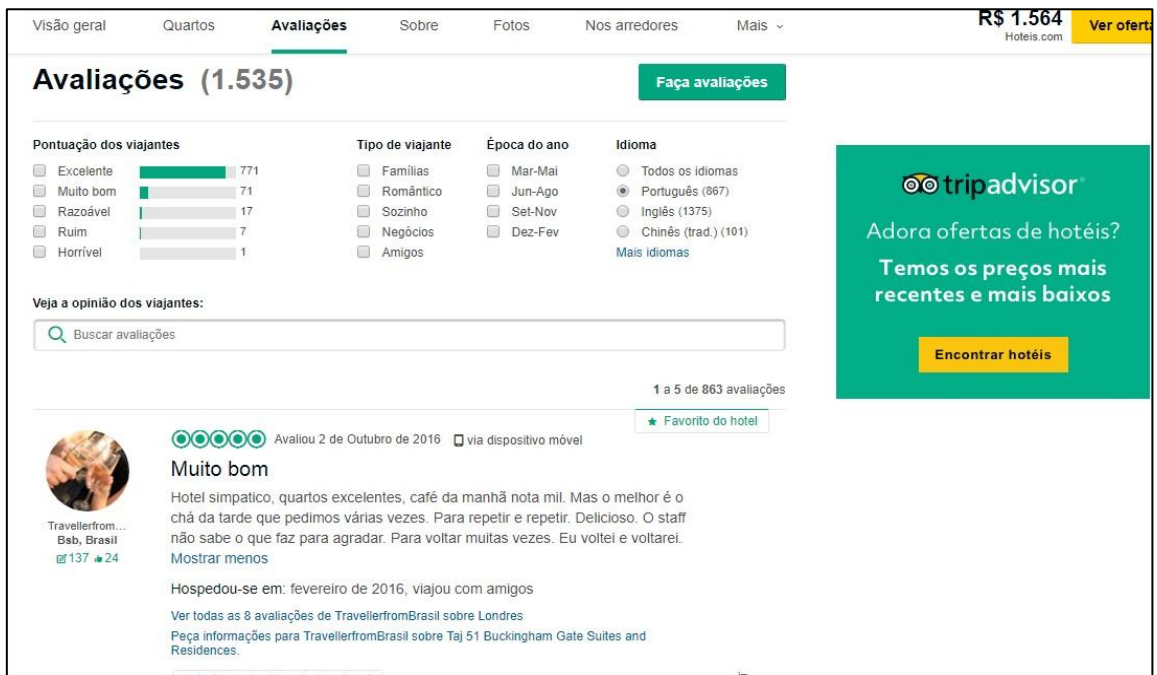 Visão geral Quartos Avaliações Sobre Fotos Nos arredores Mais
R$ 1.564
Hoteis.com
Ver oferta
Avaliações (1.535)
Faça avaliações
Pontuação dos viajantes Tipo de viajante Época do ano Idioma
Excelente 771 Famílias Mar-Mai Todos os idiomas
Muito bom 71 Romântico Jun-Ago Português (867)
Razoável 17 Sozinho Set-Nov Inglês (1375)
Ruim 7 Negócios Dez-Fev Chinês (trad.) (101)
Horrível 1 Amigos Mais idiomas
Veja a opinião dos viajantes:
Buscar avaliações
1 a 5 de 863 avaliações
Favorito do hotel
tripadvisor
Adora ofertas de hotéis?
Temos os preços mais
recentes e mais baixos
Encontrar hotéis
Travellerfrom...
Bsb, Brasil
137 24
Avaliou 2 de Outubro de 2016 via dispositivo móvel
Muito bom
Hotel simpatico, quartos excelentes, café da manhã nota mil. Mas o melhor é o
chá da tarde que pedimos várias vezes. Para repetir e repetir. Delicioso. O staff
não sabe o que faz para agradar. Para voltar muitas vezes. Eu voltei e voltarei.
Mostrar menos
Hospedou-se em: fevereiro de 2016, viajou com amigos
Ver todas as 8 avaliações de TravellerfromBrasil sobre Londres
Peça informações para TravellerfromBrasil sobre Taj 51 Buckingham Gate Suites and
Residences.